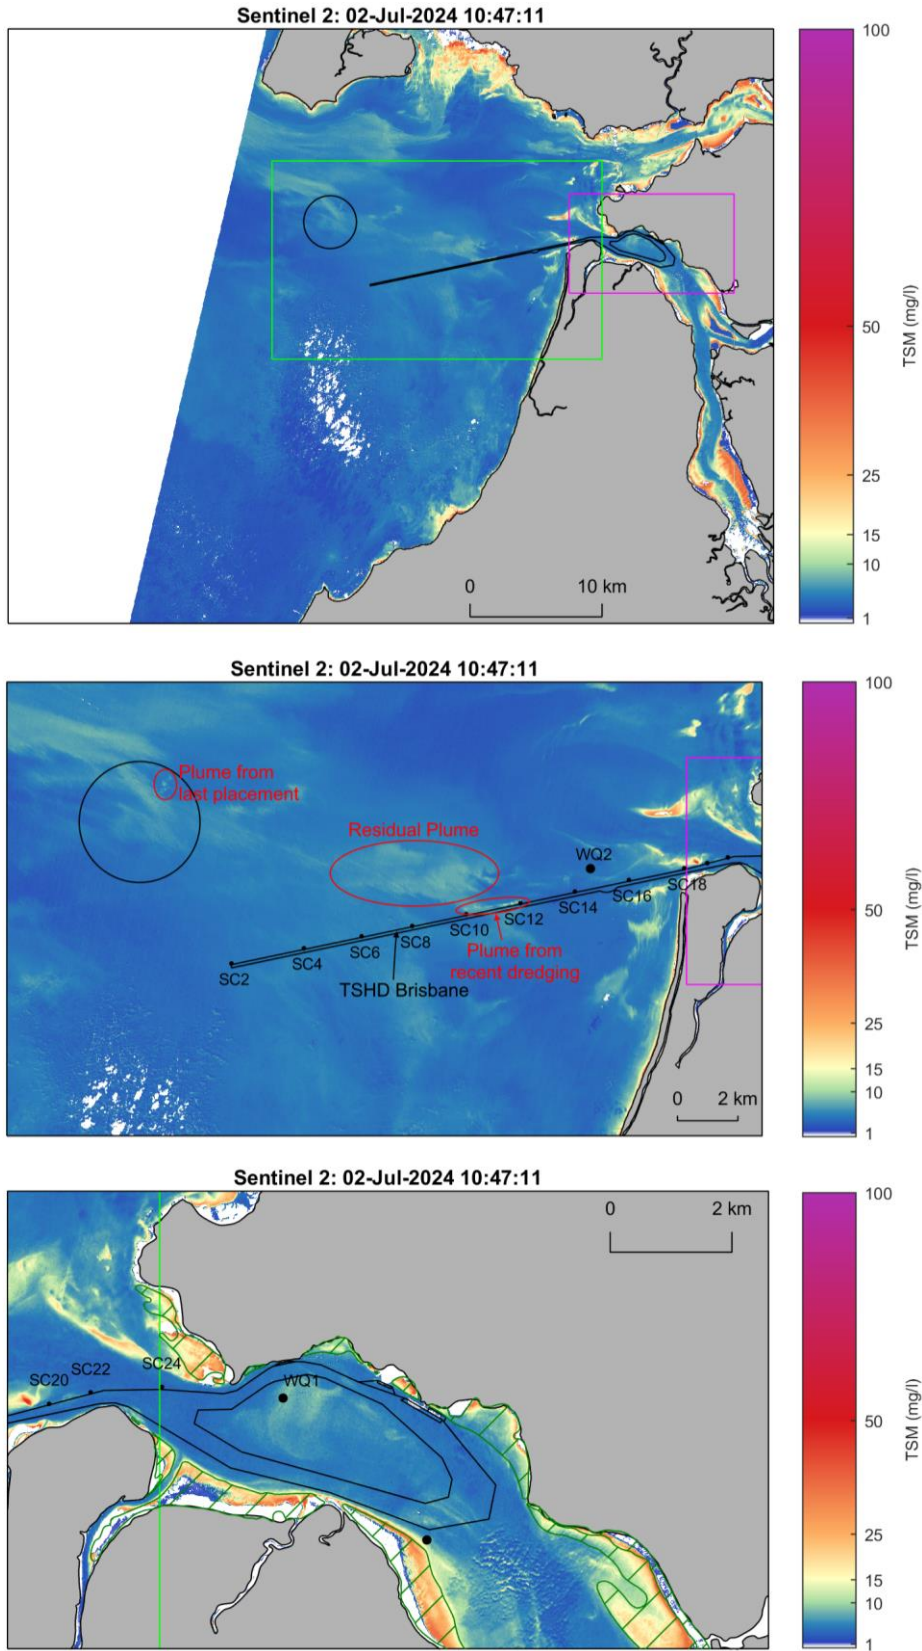 Sentinel 2: 02-Jul-2024 10:47:11
100
50
25
15
10
1
TSM (mg/l)
0 10 km
Sentinel 2: 02-Jul-2024 10:47:11
Plume from
last placement
Residual Plume
WQ2
SC18
SC16
SC14
SC12
SC10
SC8
SC6
SC4
SC2
Plume from
recent dredging
TSHD Brisbane
0 2 km
100
50
25
15
10
1
TSM (mg/l)
Sentinel 2: 02-Jul-2024 10:47:11
0 2 km
SC24
SC22
SC20
WQ1
100
50
25
15
10
1
TSM (mg/l)